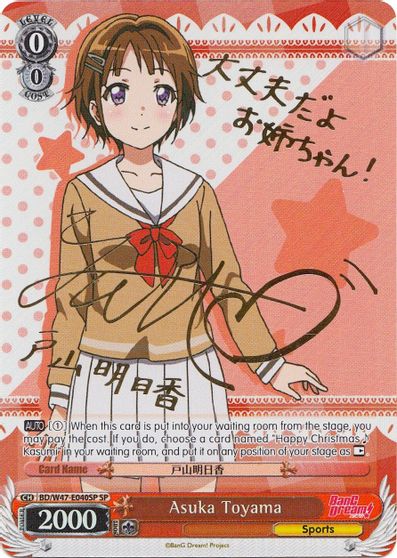 LEVEL
0
0
COST
大丈夫だよ
お姉ちゃん!
戸山明日香
AUTO [①] When this card is put into your waiting room from the stage, you
may pay the cost. If you do, choose a card named "Happy Christmas♪
Kasumi" in your waiting room, and put it on any position of your stage as
Card Name
戸山明日香
CH BD/W47-E040SP SP
2000
Asuka Toyama
BanG Dream!
Sports
©BanG Dream! Project